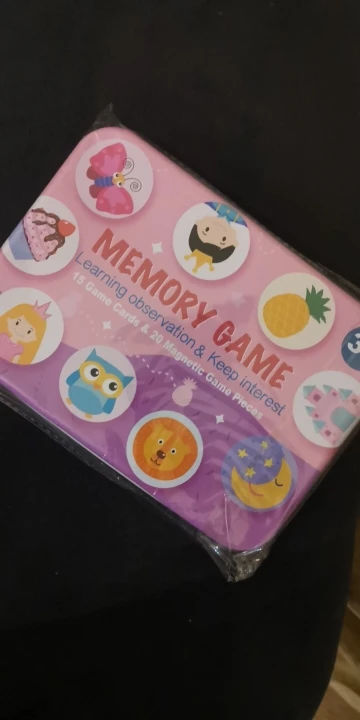 MEMORY GAME
Learning observation & Keep interest
15 Game Cards & 20 Magnetic Game Pieces
3